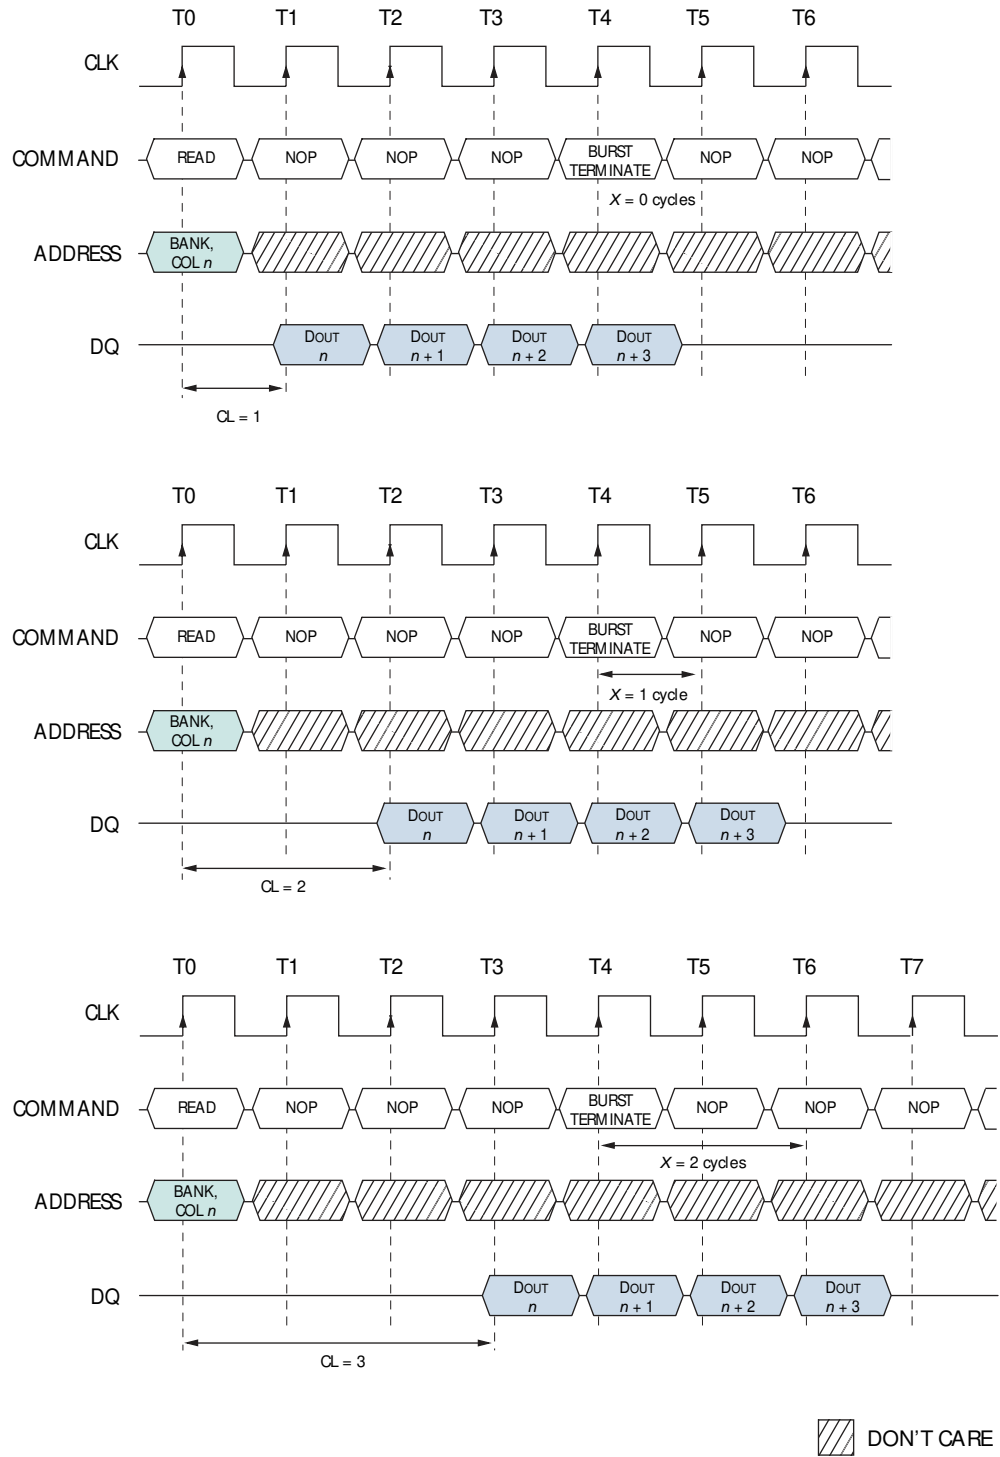 T0 T1 T2 T3 T4 T5 T6
CLK
COMMAND READ NOP NOP NOP BURST TERMINATE NOP NOP
X = 0 cycles
ADDRESS BANK, COL n
DQ DOUT n DOUT n + 1 DOUT n + 2 DOUT n + 3
CL = 1
T0 T1 T2 T3 T4 T5 T6
CLK
COMMAND READ NOP NOP NOP BURST TERMINATE NOP NOP
X = 1 cycle
ADDRESS BANK, COL n
DQ DOUT n DOUT n + 1 DOUT n + 2 DOUT n + 3
CL = 2
T0 T1 T2 T3 T4 T5 T6 T7
CLK
COMMAND READ NOP NOP NOP BURST TERMINATE NOP NOP NOP
X = 2 cycles
ADDRESS BANK, COL n
DQ DOUT n DOUT n + 1 DOUT n + 2 DOUT n + 3
CL = 3
DON'T CARE